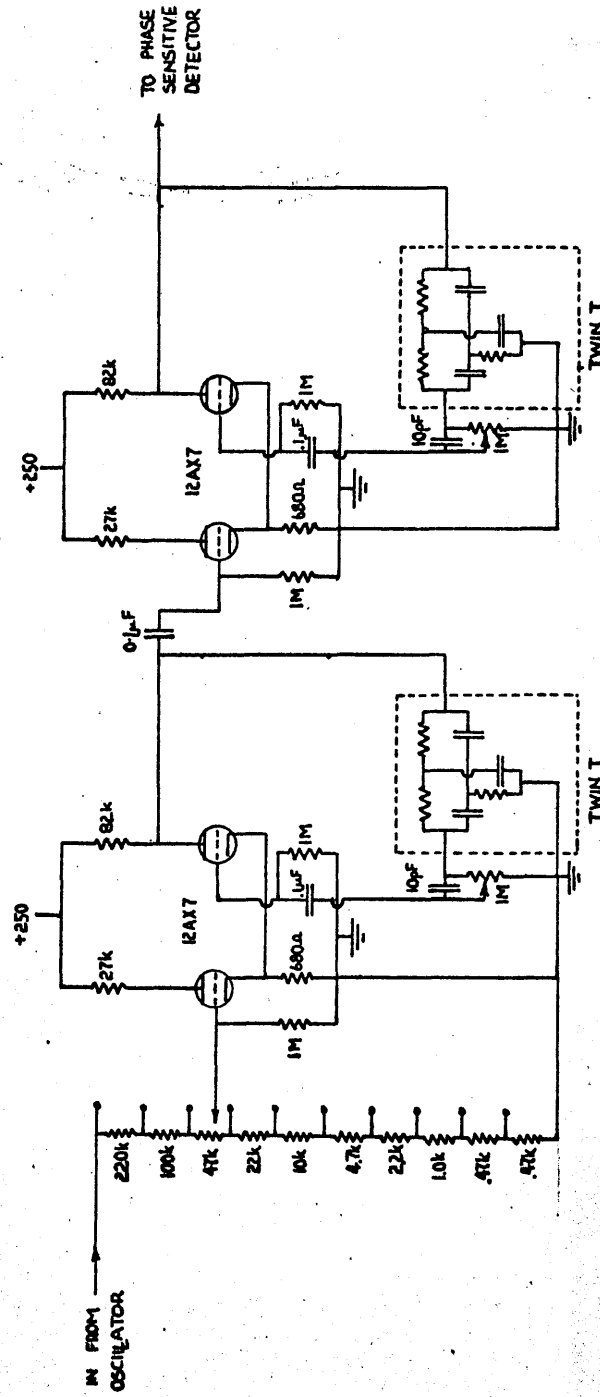 IN FROM
OSCILLATOR
220k
100k
47k
22k
10k
4.7k
2.2k
1.0k
.47k
.47k
+250
27k
82k
12AX7
1M
680Ω
.1μF
1M
10pF
1M
TWIN T
0.1μF
+250
27k
82k
12AX7
1M
680Ω
.1μF
1M
10pF
1M
TWIN T
TO PHASE
SENSITIVE
DETECTOR